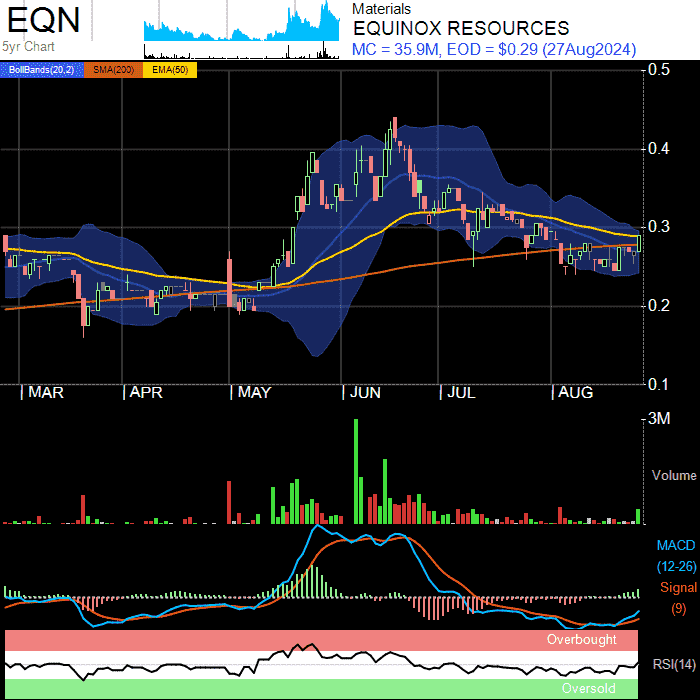 EQN
5yr Chart
Materials
EQUINOX RESOURCES
MC = 35.9M, EOD = $0.29 (27Aug2024)
BollBands(20,2) SMA(200) EMA(50)
0.5
0.4
0.3
0.2
0.1
MAR APR MAY JUN JUL AUG
3M
Volume
MACD
(12-26)
Signal
(9)
Overbought
RSI(14)
Oversold